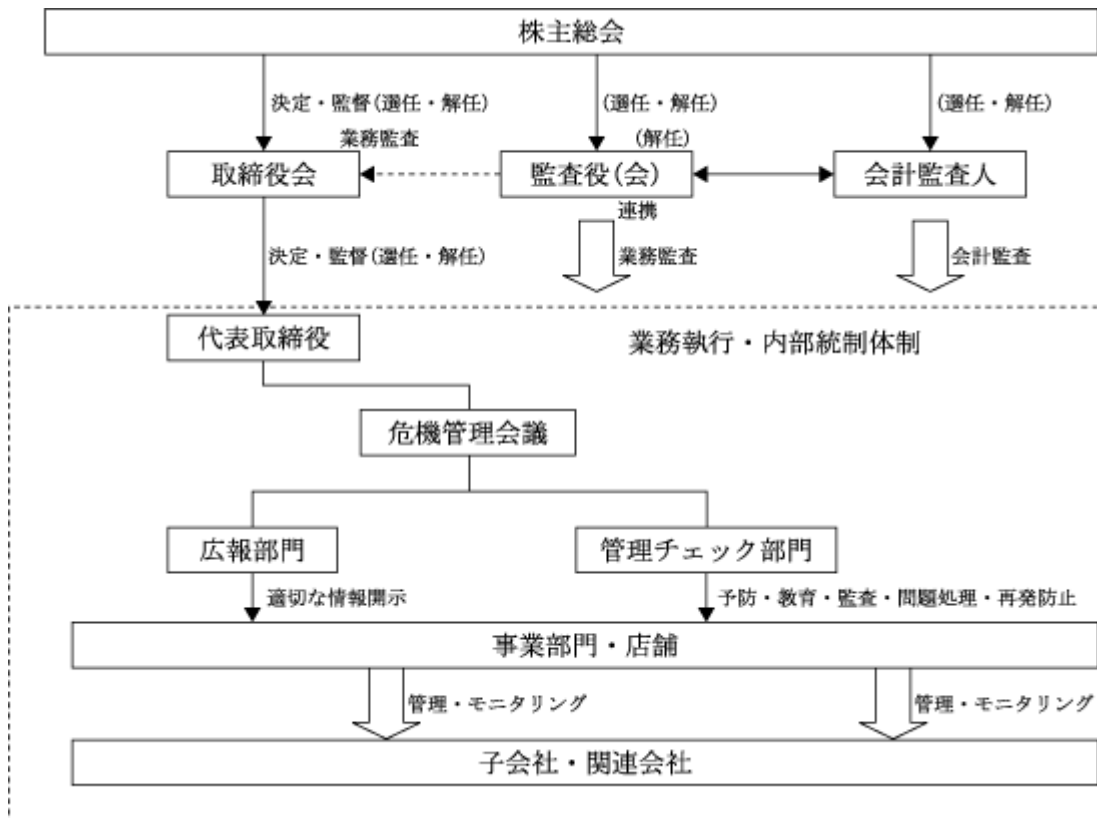 株主総会
決定・監督(選任・解任)
(選任・解任)
(選任・解任)
業務監査
(解任)
取締役会
監査役(会)
会計監査人
連携
決定・監督(選任・解任)
業務監査
会計監査
代表取締役
業務執行・内部統制体制
危機管理会議
広報部門
管理チェック部門
適切な情報開示
予防・教育・監査・問題処理・再発防止
事業部門・店舗
管理・モニタリング
管理・モニタリング
子会社・関連会社